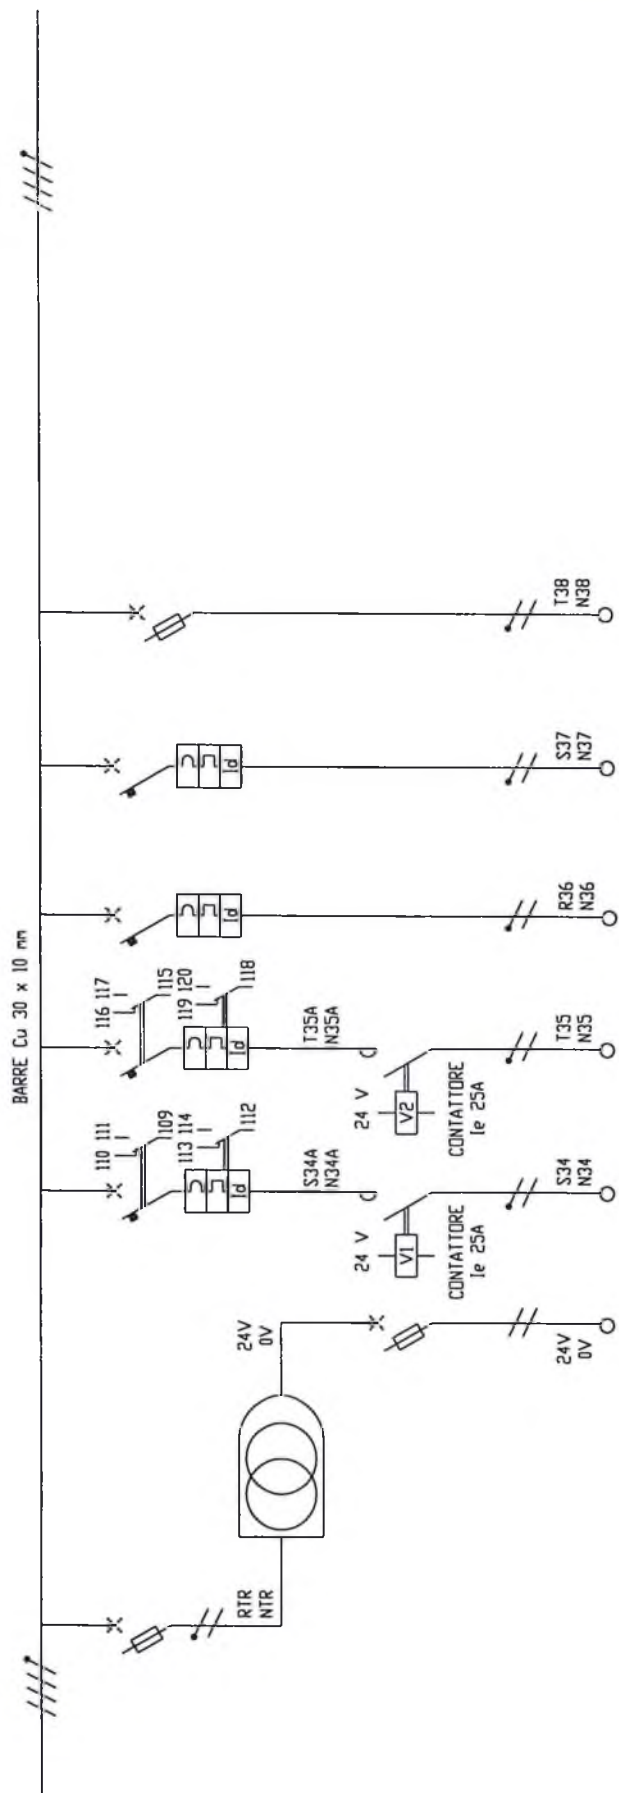 BARRE Cu 30 x 10 mm
RTR
NTR
24V
0V
24V
0V
110 111
109
113 114
112
Id
S34A
N34A
24 V
V1
CONTATTORE
Ie 25A
S34
N34
116 117
115
119 120
118
Id
T35A
N35A
24 V
V2
CONTATTORE
Ie 25A
T35
N35
Id
R36
N36
Id
S37
N37
T38
N38